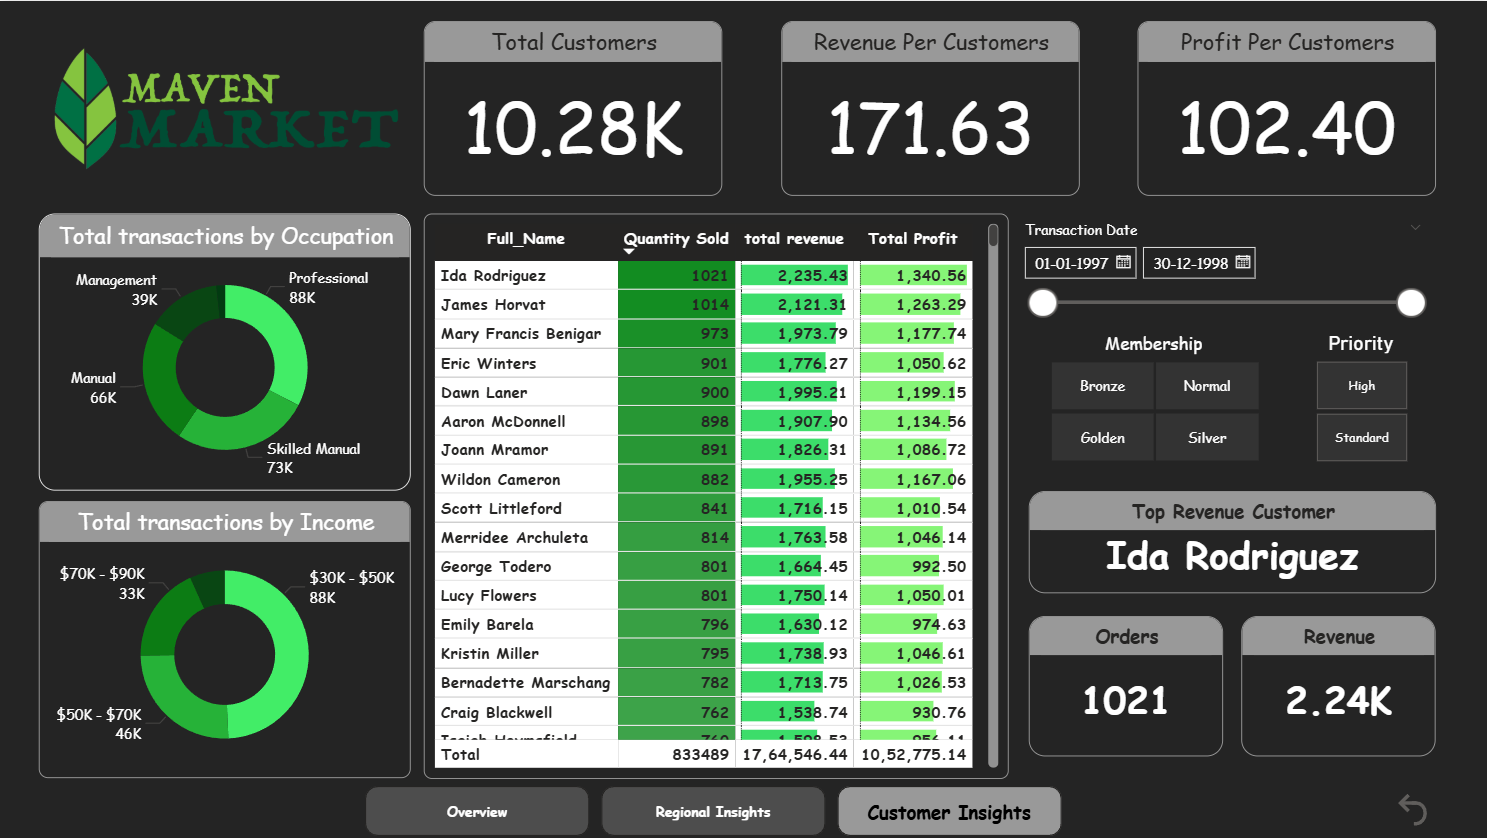 MAVEN
MARKET
Total Customers
10.28K
Revenue Per Customers
171.63
Profit Per Customers
102.40
Total transactions by Occupation
Management
39K
Professional
88K
Manual
66K
Skilled Manual
73K
Total transactions by Income
$70K - $90K
33K
$30K - $50K
88K
$50K - $70K
46K
Full_Name Quantity Sold total revenue Total Profit
Ida Rodriguez 1021 2,235.43 1,340.56
James Horvat 1014 2,121.31 1,263.29
Mary Francis Benigar 973 1,973.79 1,177.74
Eric Winters 901 1,776.27 1,050.62
Dawn Laner 900 1,995.21 1,199.15
Aaron McDonnell 898 1,907.90 1,134.56
Joann Mramor 891 1,826.31 1,086.72
Wildon Cameron 882 1,955.25 1,167.06
Scott Littleford 841 1,716.15 1,010.54
Merridee Archuleta 814 1,763.58 1,046.14
George Todero 801 1,664.45 992.50
Lucy Flowers 801 1,750.14 1,050.01
Emily Barela 796 1,630.12 974.63
Kristin Miller 795 1,738.93 1,046.61
Bernadette Marschang 782 1,713.75 1,026.53
Craig Blackwell 762 1,538.74 930.76
Total 833489 17,64,546.44 10,52,775.14
Transaction Date
01-01-1997 30-12-1998
Membership
Bronze Normal
Golden Silver
Priority
High
Standard
Top Revenue Customer
Ida Rodriguez
Orders
1021
Revenue
2.24K
Overview
Regional Insights
Customer Insights